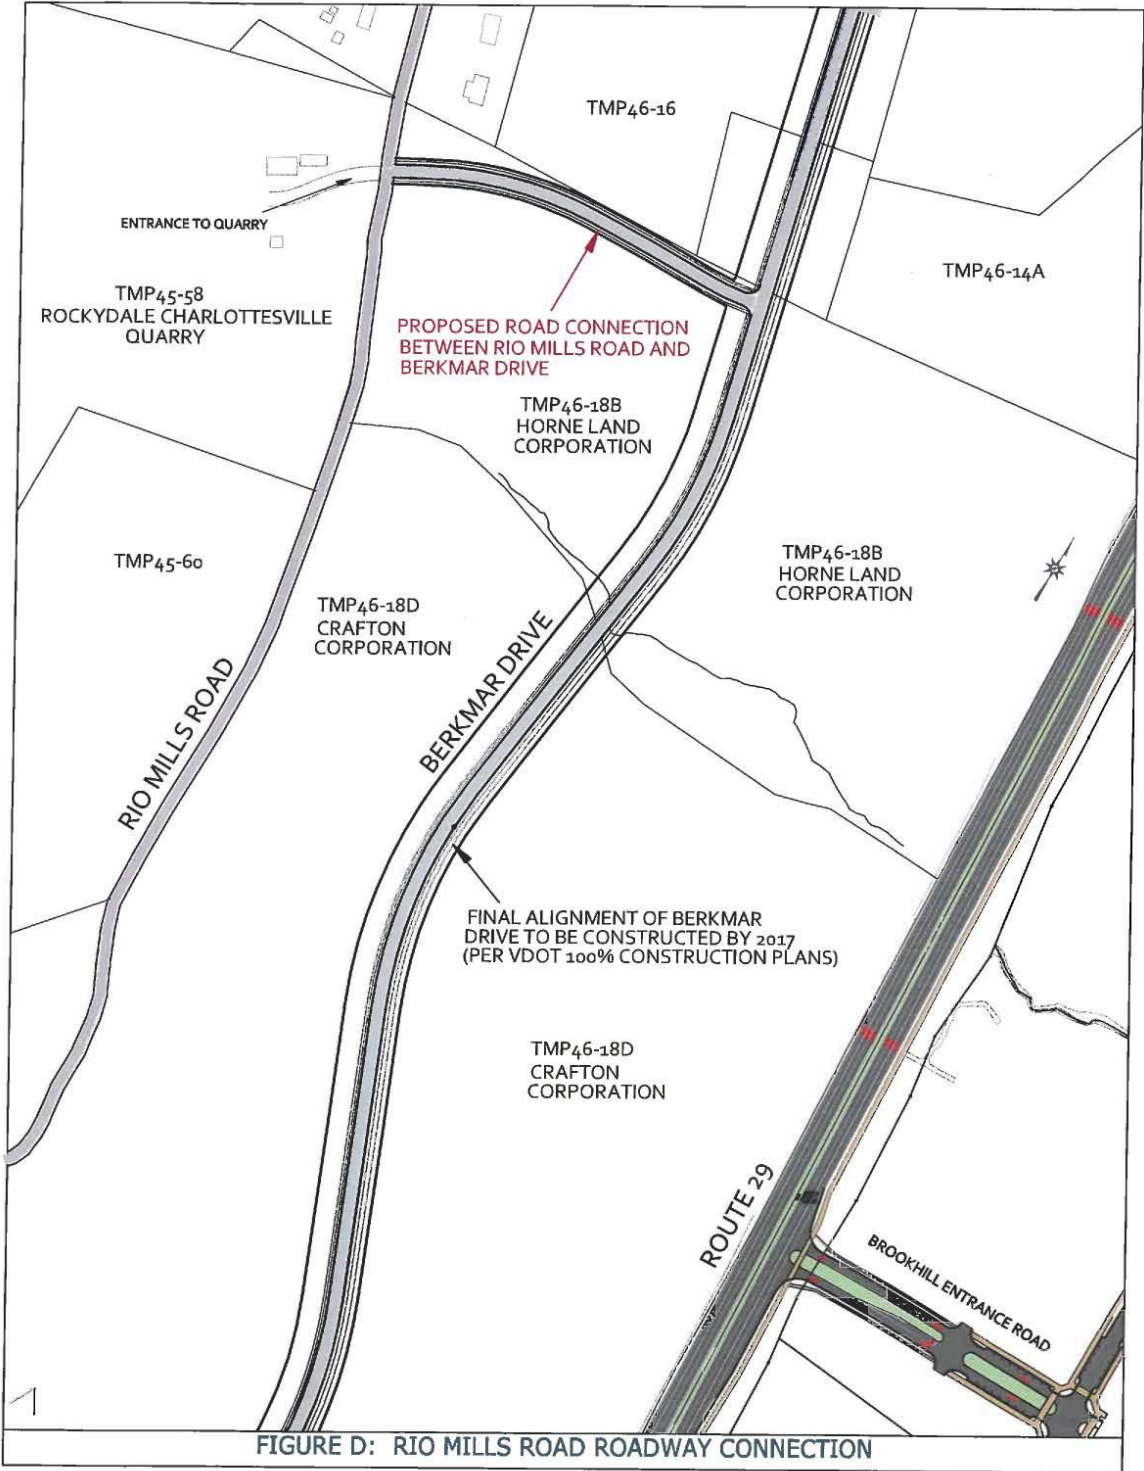 TMP46-16
ENTRANCE TO QUARRY
TMP46-14A
TMP45-58
ROCKYDALE CHARLOTTESVILLE
QUARRY
PROPOSED ROAD CONNECTION
BETWEEN RIO MILLS ROAD AND
BERKMAR DRIVE
TMP46-18B
HORNE LAND
CORPORATION
TMP45-60
TMP46-18B
HORNE LAND
CORPORATION
TMP46-18D
CRAFTON
CORPORATION
RIO MILLS ROAD
BERKMAR DRIVE
FINAL ALIGNMENT OF BERKMAR
DRIVE TO BE CONSTRUCTED BY 2017
(PER VDOT 100% CONSTRUCTION PLANS)
TMP46-18D
CRAFTON
CORPORATION
ROUTE 29
BROOKHILL ENTRANCE ROAD
FIGURE D: RIO MILLS ROAD ROADWAY CONNECTION